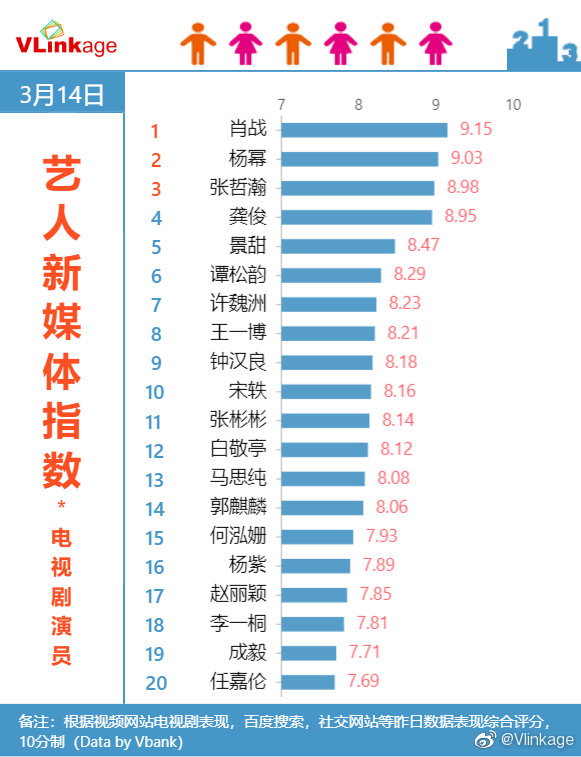 VLinkage
1
2
3
3月14日
7 8 9 10
艺人新媒体指数
*
电视剧演员
1 肖战 9.15
2 杨幂 9.03
3 张哲瀚 8.98
4 龚俊 8.95
5 景甜 8.47
6 谭松韵 8.29
7 许魏洲 8.23
8 王一博 8.21
9 钟汉良 8.18
10 宋轶 8.16
11 张彬彬 8.14
12 白敬亭 8.12
13 马思纯 8.08
14 郭麒麟 8.06
15 何泓姗 7.93
16 杨紫 7.89
17 赵丽颖 7.85
18 李一桐 7.81
19 成毅 7.71
20 任嘉伦 7.69
备注：根据视频网站电视剧表现，百度搜索，社交网站等昨日数据表现综合评分，
10分制（Data by Vbank）
@Vlinkage